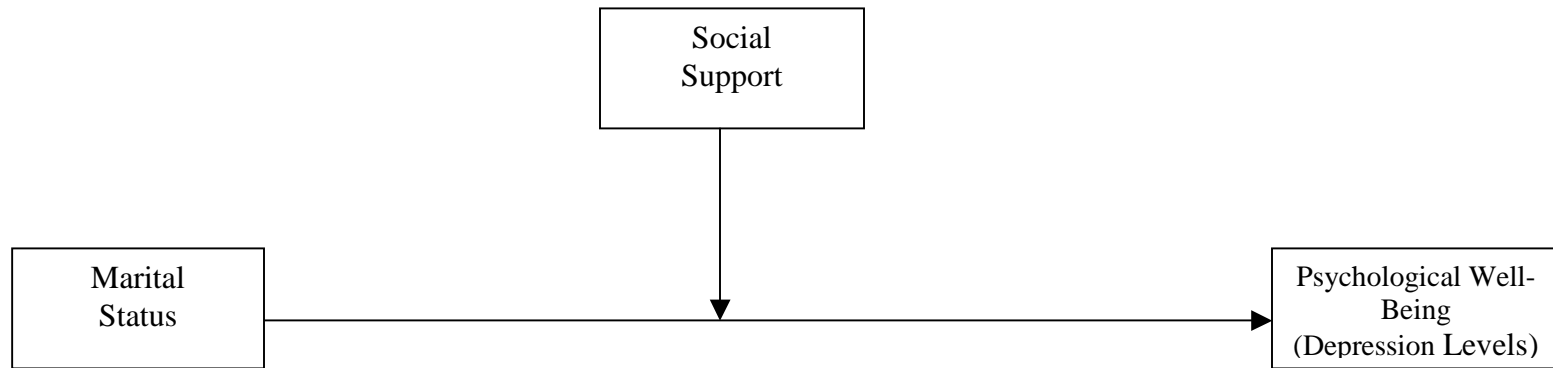 Social
Support
Marital
Status
Psychological Well-
Being
(Depression Levels)